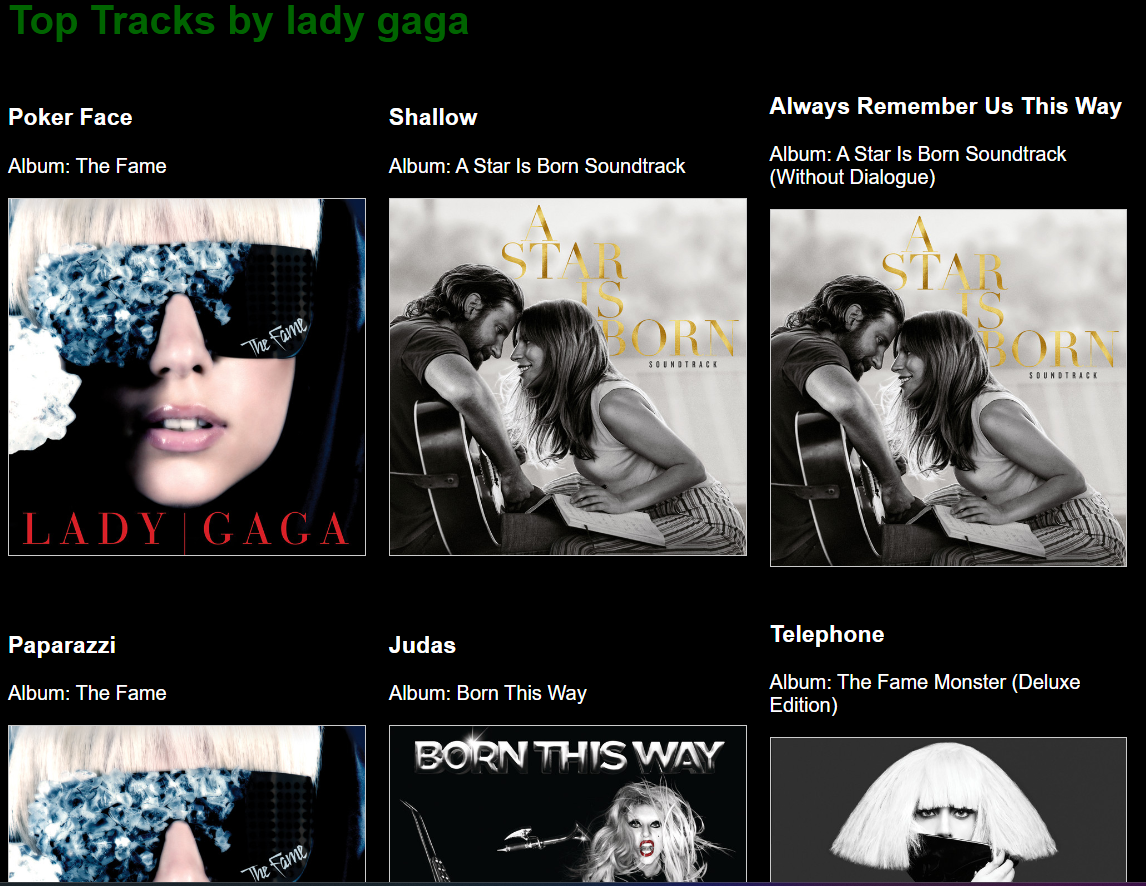 Top Tracks by lady gaga
Poker Face
Album: The Fame
The Fame
LADY | GAGA
Shallow
Album: A Star Is Born Soundtrack
A
STAR
IS
BORN
SOUNDTRACK
Always Remember Us This Way
Album: A Star Is Born Soundtrack
(Without Dialogue)
A
STAR
IS
BORN
SOUNDTRACK
Paparazzi
Album: The Fame
The Fame
Judas
Album: Born This Way
BORN THIS WAY
Telephone
Album: The Fame Monster (Deluxe
Edition)